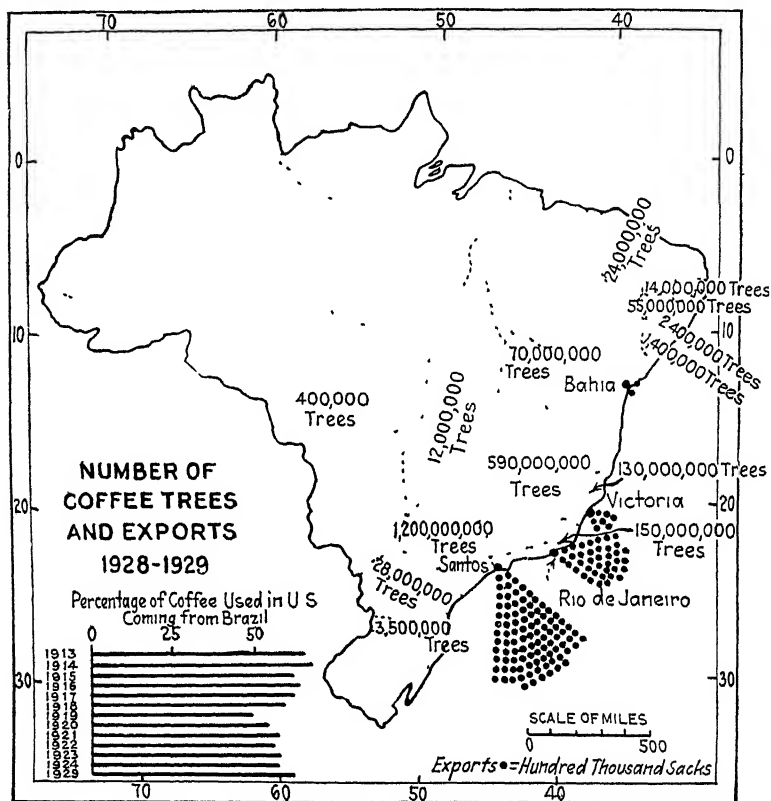 70 60 50 40
0 0
24,000,000
Trees
14,000,000 Trees
55,000,000 Trees
2,400,000 Trees
1,400,000 Trees
10 10
70,000,000
Trees
Bahia
400,000
Trees
12,000,000
Trees
590,000,000
Trees
130,000,000 Trees
Victoria
NUMBER OF
COFFEE TREES
AND EXPORTS
1928-1929
20 20
1,200,000,000
Trees
150,000,000
Trees
Santos
28,000,000
Trees
Rio de Janeiro
3,500,000
Trees
Percentage of Coffee Used in U S
Coming from Brazil
0 25 50
1913
1914
1915
1916
1917
1918
1919
1920
1921
1922
1923
1924
1929
30 30
SCALE OF MILES
0 500
Exports ●=Hundred Thousand Sacks
70 60 50 40